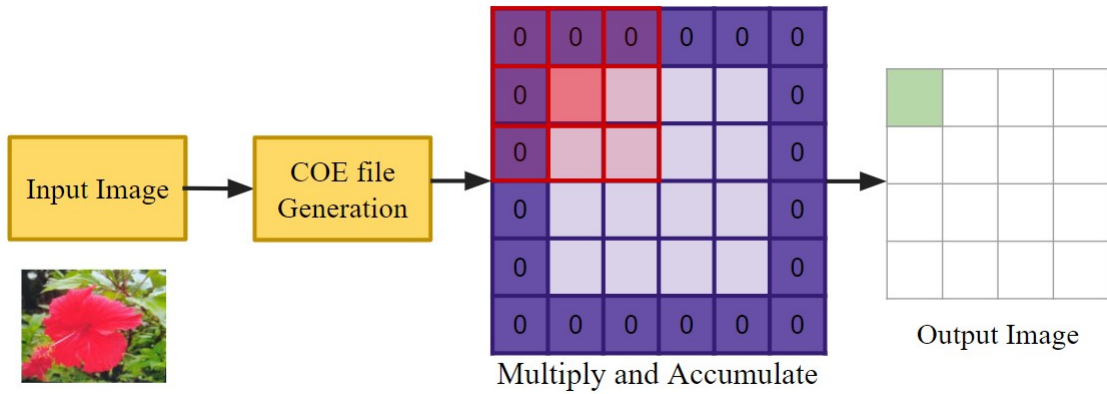 Input Image
COE file
Generation
0 0 0 0 0 0
0 0
0 0
0 0
0 0
0 0 0 0 0 0
Multiply and Accumulate
Output Image